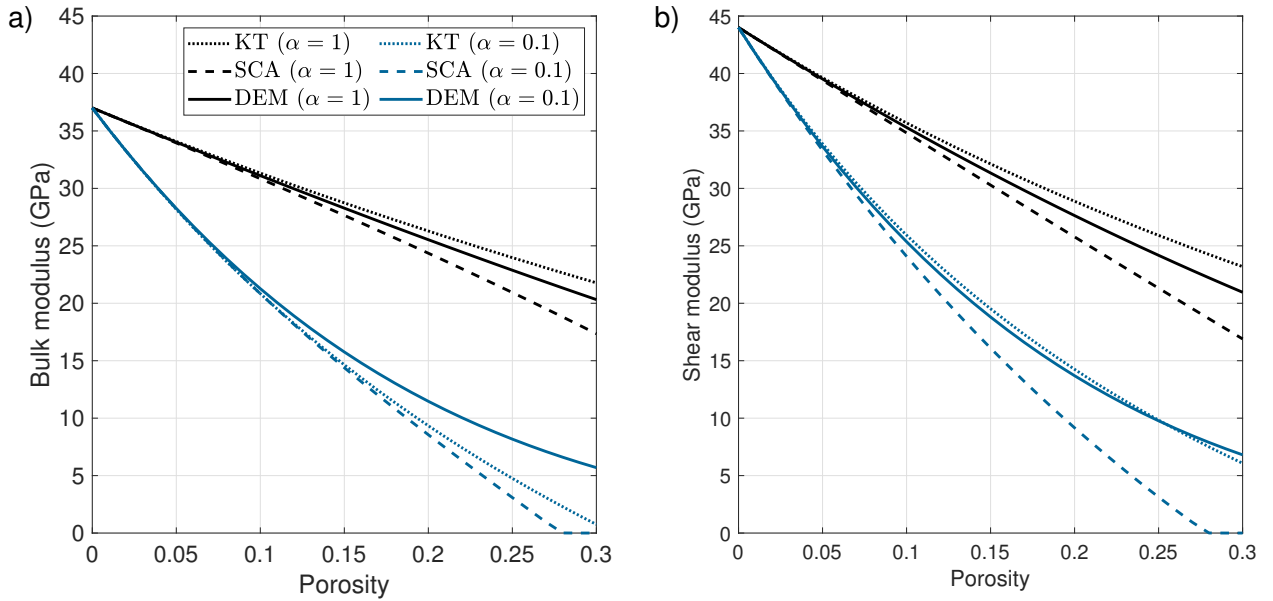 a)
45
40
35
30
25
20
15
10
5
0
Bulk modulus (GPa)
KT (α = 1) KT (α = 0.1)
SCA (α = 1) SCA (α = 0.1)
DEM (α = 1) DEM (α = 0.1)
0 0.05 0.1 0.15 0.2 0.25 0.3
Porosity
b)
45
40
35
30
25
20
15
10
5
0
Shear modulus (GPa)
0 0.05 0.1 0.15 0.2 0.25 0.3
Porosity